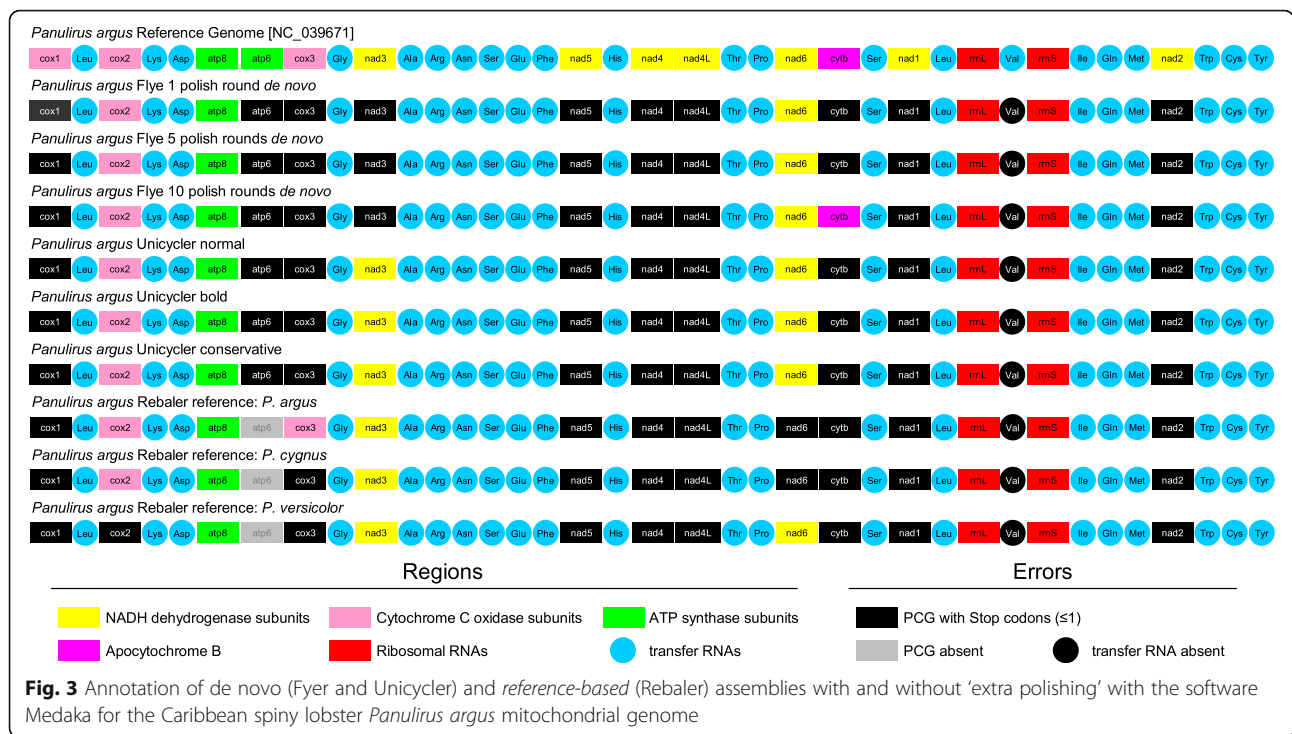 Panulirus argus Reference Genome [NC_039671]
cox1 Leu cox2 Lys Asp atp8 atp6 cox3 Gly nad3 Ala Arg Asn Ser Glu Phe nad5 His nad4 nad4L Thr Pro nad6 cytb Ser nad1 Leu rrnL Val rrnS Ile Gln Met nad2 Trp Cys Tyr
Panulirus argus Flye 1 polish round de novo
cox1 Leu cox2 Lys Asp atp8 atp6 cox3 Gly nad3 Ala Arg Asn Ser Glu Phe nad5 His nad4 nad4L Thr Pro nad6 cytb Ser nad1 Leu rrnL Val rrnS Ile Gln Met nad2 Trp Cys Tyr
Panulirus argus Flye 5 polish rounds de novo
cox1 Leu cox2 Lys Asp atp8 atp6 cox3 Gly nad3 Ala Arg Asn Ser Glu Phe nad5 His nad4 nad4L Thr Pro nad6 cytb Ser nad1 Leu rrnL Val rrnS Ile Gln Met nad2 Trp Cys Tyr
Panulirus argus Flye 10 polish rounds de novo
cox1 Leu cox2 Lys Asp atp8 atp6 cox3 Gly nad3 Ala Arg Asn Ser Glu Phe nad5 His nad4 nad4L Thr Pro nad6 cytb Ser nad1 Leu rrnL Val rrnS Ile Gln Met nad2 Trp Cys Tyr
Panulirus argus Unicycler normal
cox1 Leu cox2 Lys Asp atp8 atp6 cox3 Gly nad3 Ala Arg Asn Ser Glu Phe nad5 His nad4 nad4L Thr Pro nad6 cytb Ser nad1 Leu rrnL Val rrnS Ile Gln Met nad2 Trp Cys Tyr
Panulirus argus Unicycler bold
cox1 Leu cox2 Lys Asp atp8 atp6 cox3 Gly nad3 Ala Arg Asn Ser Glu Phe nad5 His nad4 nad4L Thr Pro nad6 cytb Ser nad1 Leu rrnL Val rrnS Ile Gln Met nad2 Trp Cys Tyr
Panulirus argus Unicycler conservative
cox1 Leu cox2 Lys Asp atp8 atp6 cox3 Gly nad3 Ala Arg Asn Ser Glu Phe nad5 His nad4 nad4L Thr Pro nad6 cytb Ser nad1 Leu rrnL Val rrnS Ile Gln Met nad2 Trp Cys Tyr
Panulirus argus Rebaler reference: P. argus
cox1 Leu cox2 Lys Asp atp8 atp6 cox3 Gly nad3 Ala Arg Asn Ser Glu Phe nad5 His nad4 nad4L Thr Pro nad6 cytb Ser nad1 Leu rrnL Val rrnS Ile Gln Met nad2 Trp Cys Tyr
Panulirus argus Rebaler reference: P. cygnus
cox1 Leu cox2 Lys Asp atp8 atp6 cox3 Gly nad3 Ala Arg Asn Ser Glu Phe nad5 His nad4 nad4L Thr Pro nad6 cytb Ser nad1 Leu rrnL Val rrnS Ile Gln Met nad2 Trp Cys Tyr
Panulirus argus Rebaler reference: P. versicolor
cox1 Leu cox2 Lys Asp atp8 atp6 cox3 Gly nad3 Ala Arg Asn Ser Glu Phe nad5 His nad4 nad4L Thr Pro nad6 cytb Ser nad1 Leu rrnL Val rrnS Ile Gln Met nad2 Trp Cys Tyr
Regions Errors
NADH dehydrogenase subunits Cytochrome C oxidase subunits ATP synthase subunits PCG with Stop codons (≤1)
Apocytochrome B Ribosomal RNAs transfer RNAs PCG absent transfer RNA absent
Fig. 3 Annotation of de novo (Fyer and Unicycler) and reference-based (Rebaler) assemblies with and without ‘extra polishing’ with the software
Medaka for the Caribbean spiny lobster Panulirus argus mitochondrial genome